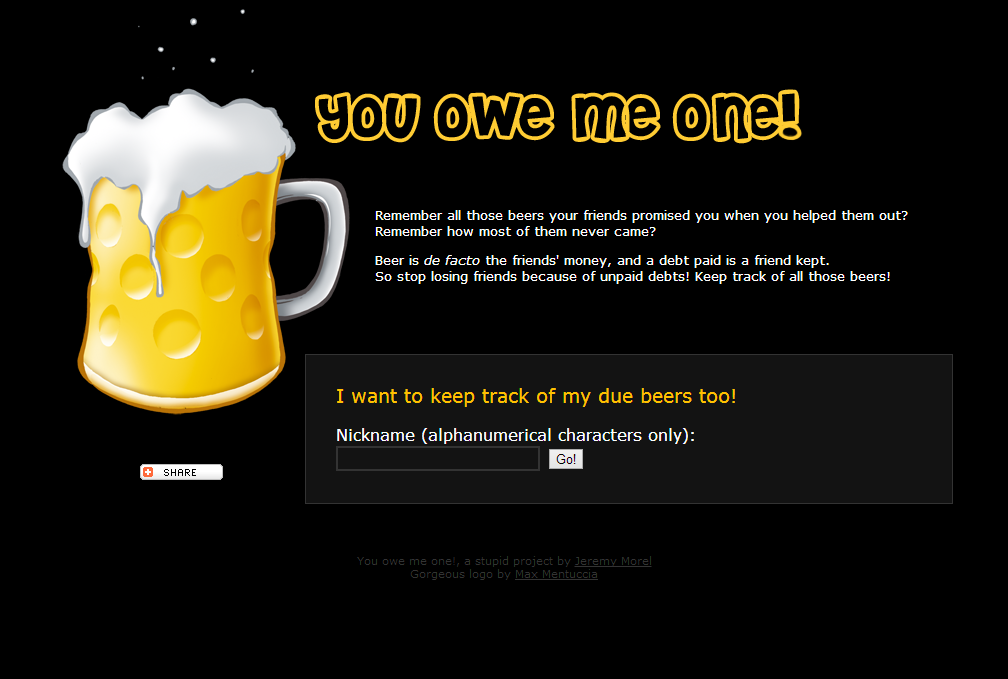 you owe me one!
Remember all those beers your friends promised you when you helped them out?
Remember how most of them never came?
Beer is de facto the friends' money, and a debt paid is a friend kept.
So stop losing friends because of unpaid debts! Keep track of all those beers!
I want to keep track of my due beers too!
Nickname (alphanumerical characters only):
Go!
SHARE
You owe me one!, a stupid project by Jeremy Morel
Gorgeous logo by Max Mentuccia